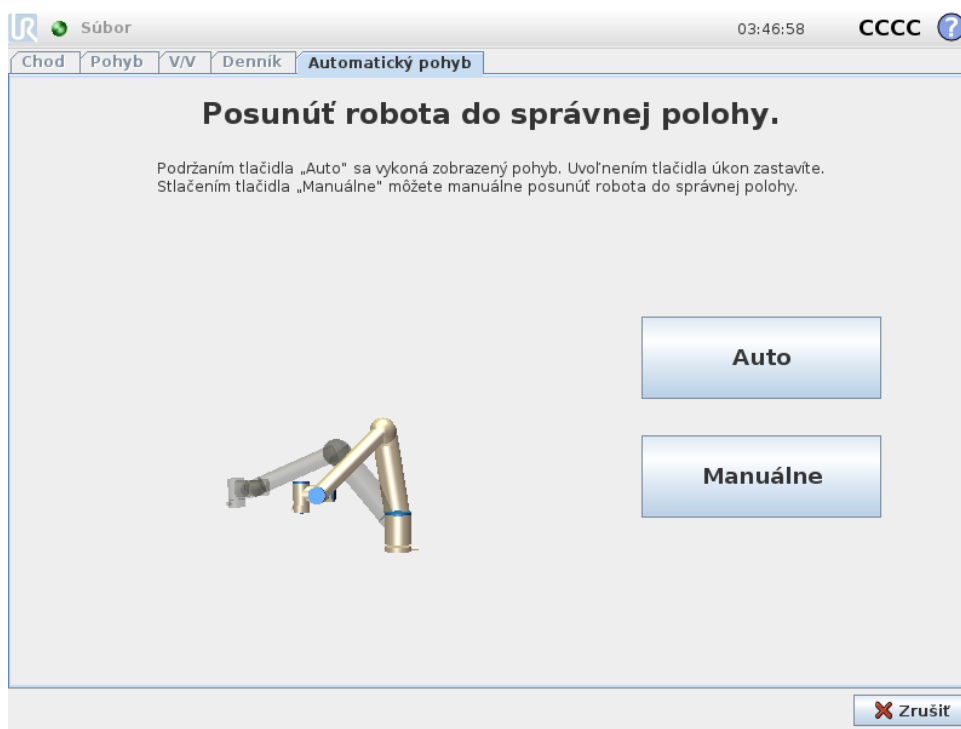 UR Súbor 03:46:58 CCCC ?
Chod Pohyb V/V Denník Automatický pohyb
Posunúť robota do správnej polohy.
Podržaním tlačidla „Auto" sa vykoná zobrazený pohyb. Uvoľnením tlačidla úkon zastavíte.
Stlačením tlačidla „Manuálne" môžete manuálne posunúť robota do správnej polohy.
Auto
Manuálne
Zrušiť